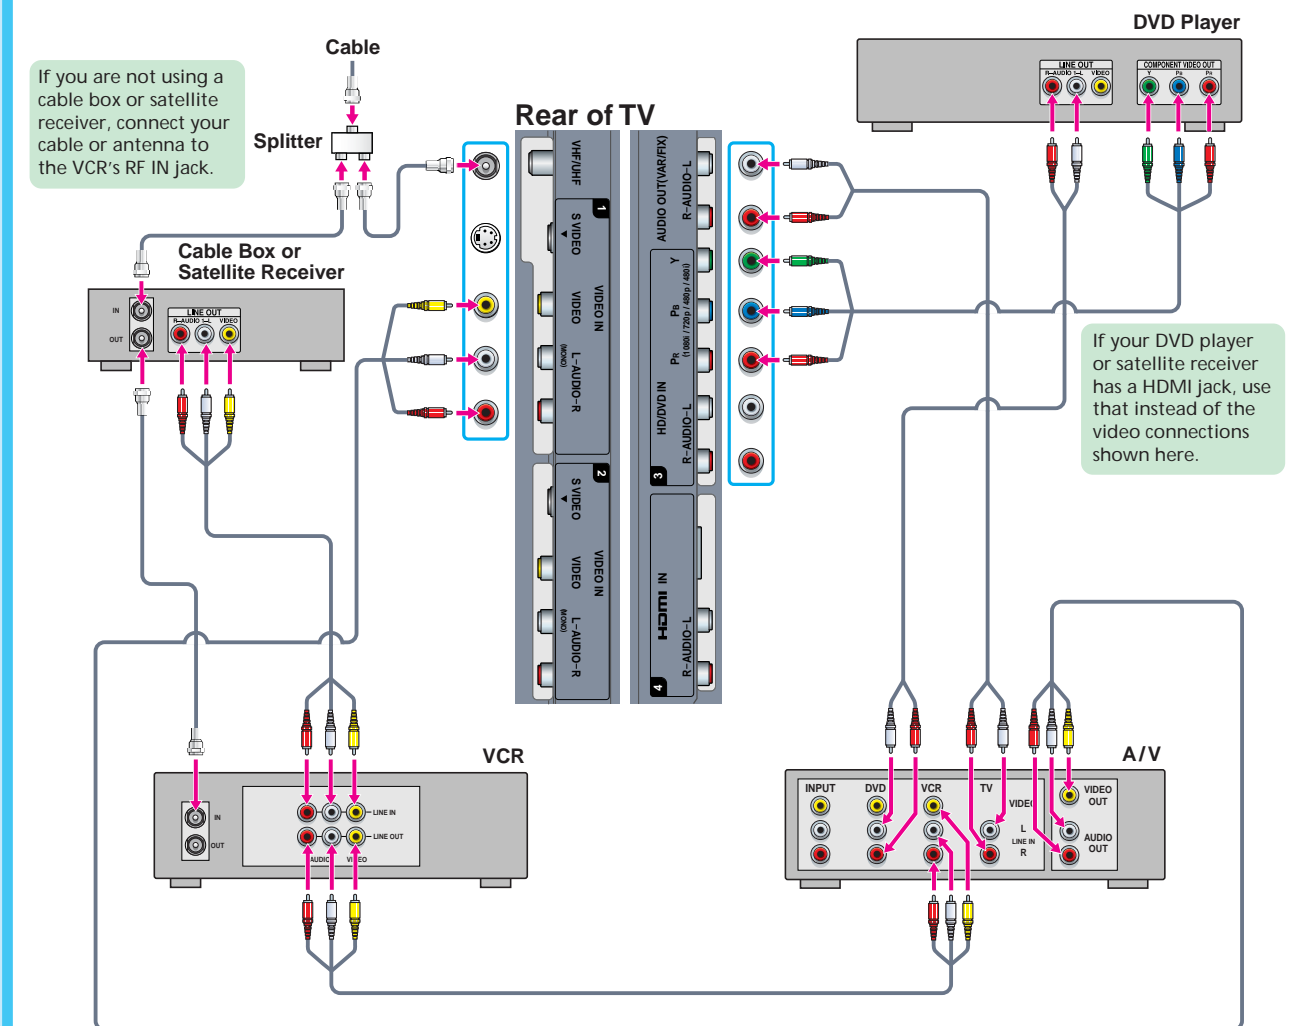 DVD Player
Cable
If you are not using a
cable box or satellite
receiver, connect your
cable or antenna to
the VCR's RF IN jack.
Splitter
Rear of TV
LINE OUT
R-AUDIO 1-L VIDEO
COMPONENT VIDEO OUT
Y PB PR
Cable Box or
Satellite Receiver
IN
OUT
LINE OUT
R-AUDIO 1-L VIDEO
VHF/UHF
1
S VIDEO
VIDEO IN
VIDEO
L-AUDIO-R
(MONO)
2
S VIDEO
VIDEO IN
VIDEO
L-AUDIO-R
(MONO)
AUDIO OUT(VAR/FIX)
R-AUDIO-L
Y
PB
PR
(1080i / 720p / 480p / 480i)
HD/DVD IN
R-AUDIO-L
3
HDMI IN
R-AUDIO-L
4
If your DVD player
or satellite receiver
has a HDMI jack, use
that instead of the
video connections
shown here.
VCR
IN
OUT
LINE IN
LINE OUT
AUDIO VIDEO
A/V
INPUT DVD VCR TV
VIDEO
L
LINE IN
R
VIDEO
OUT
AUDIO
OUT